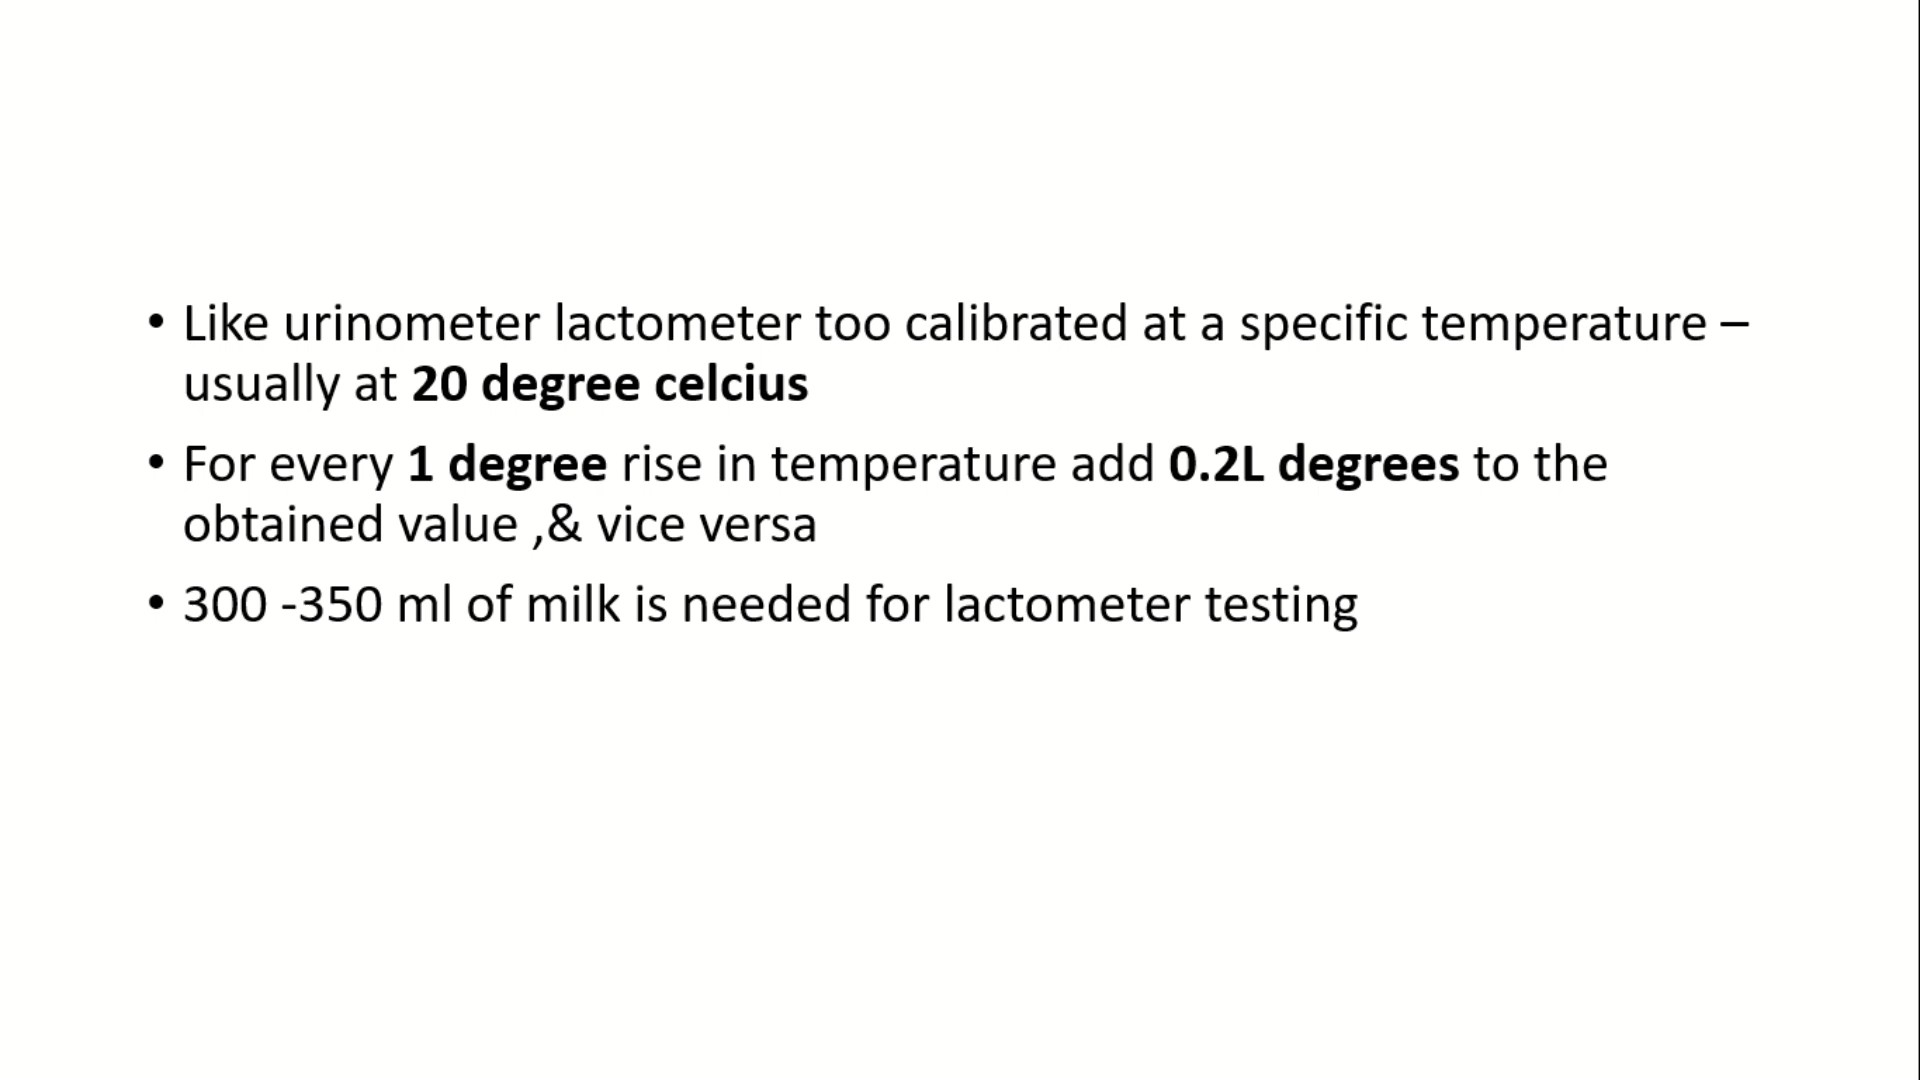 • Like urinometer lactometer too calibrated at a specific temperature –
usually at 20 degree celcius
• For every 1 degree rise in temperature add 0.2L degrees to the
obtained value ,& vice versa
• 300 -350 ml of milk is needed for lactometer testing